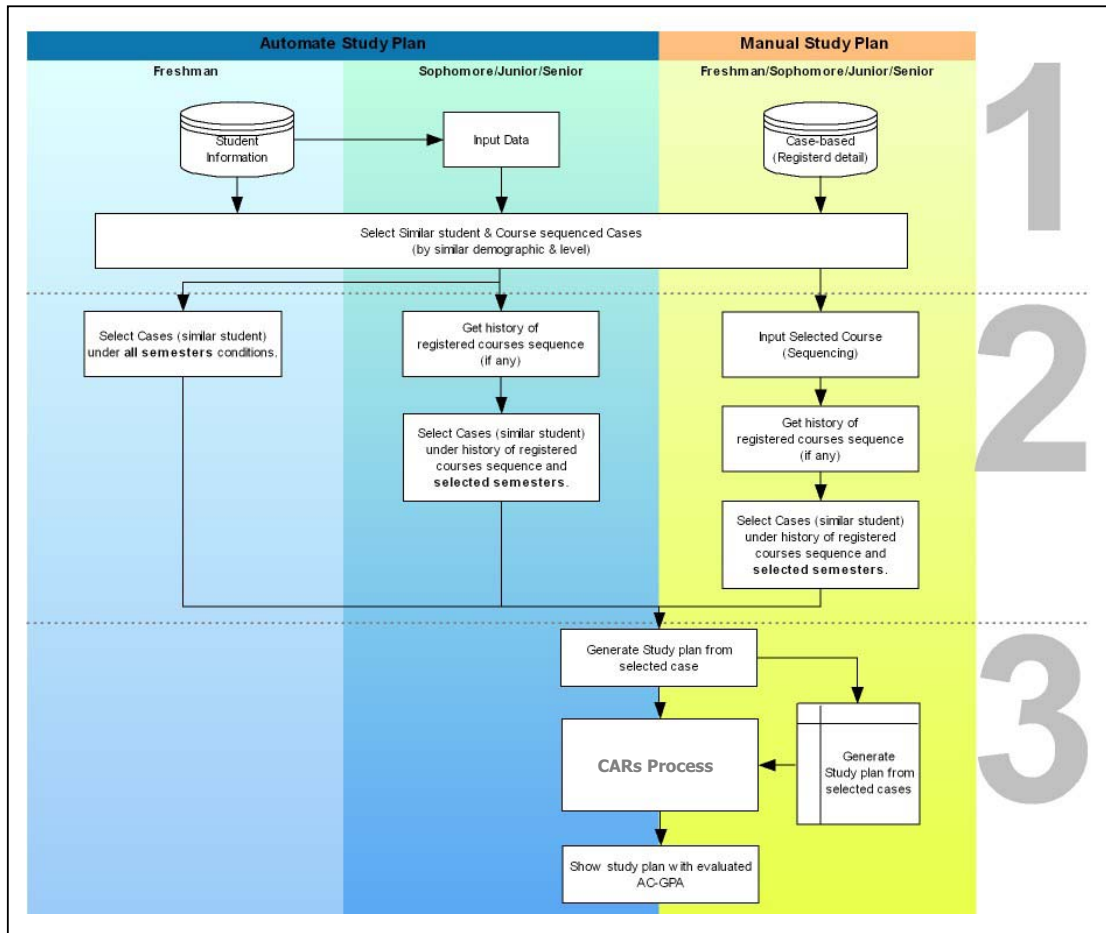 Automate Study Plan
Manual Study Plan
Freshman
Sophomore/Junior/Senior
Freshman/Sophomore/Junior/Senior
1
Student
Information
Input Data
Case-based
(Registerd detail)
Select Similar student & Course sequenced Cases
(by similar demographic & level)
2
Select Cases (similar student)
under all semesters conditions.
Get history of
registered courses sequence
(if any)
Input Selected Course
(Sequencing)
Select Cases (similar student)
under history of registered
courses sequence and
selected semesters.
Get history of
registered courses sequence
(if any)
Select Cases (similar student)
under history of registered
courses sequence and
selected semesters.
3
Generate Study plan from
selected case
CARs Process
Generate
Study plan from
selected cases
Show study plan with evaluated
AC-GPA